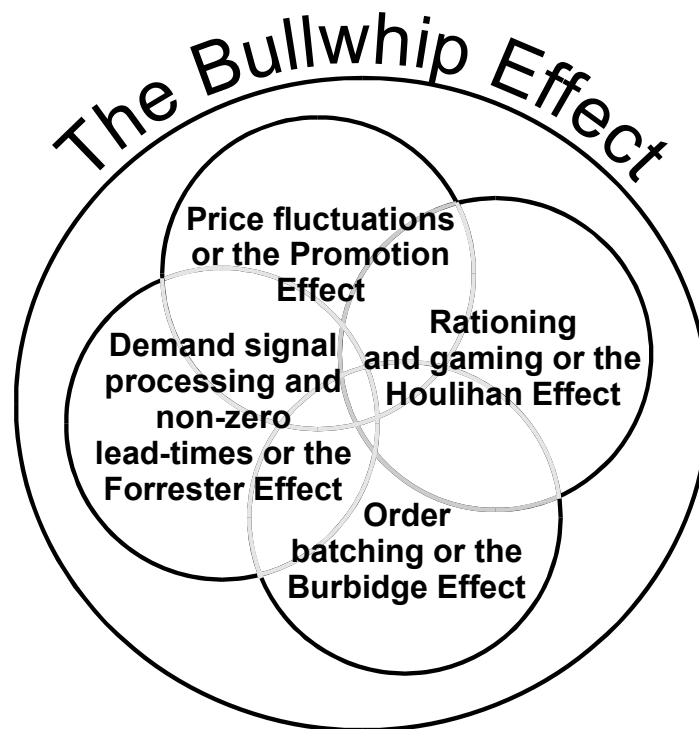 The Bullwhip Effect
Price fluctuations
or the Promotion
Effect
Rationing
and gaming or the
Houlihan Effect
Demand signal
processing and
non-zero
lead-times or the
Forrester Effect
Order
batching or the
Burbidge Effect